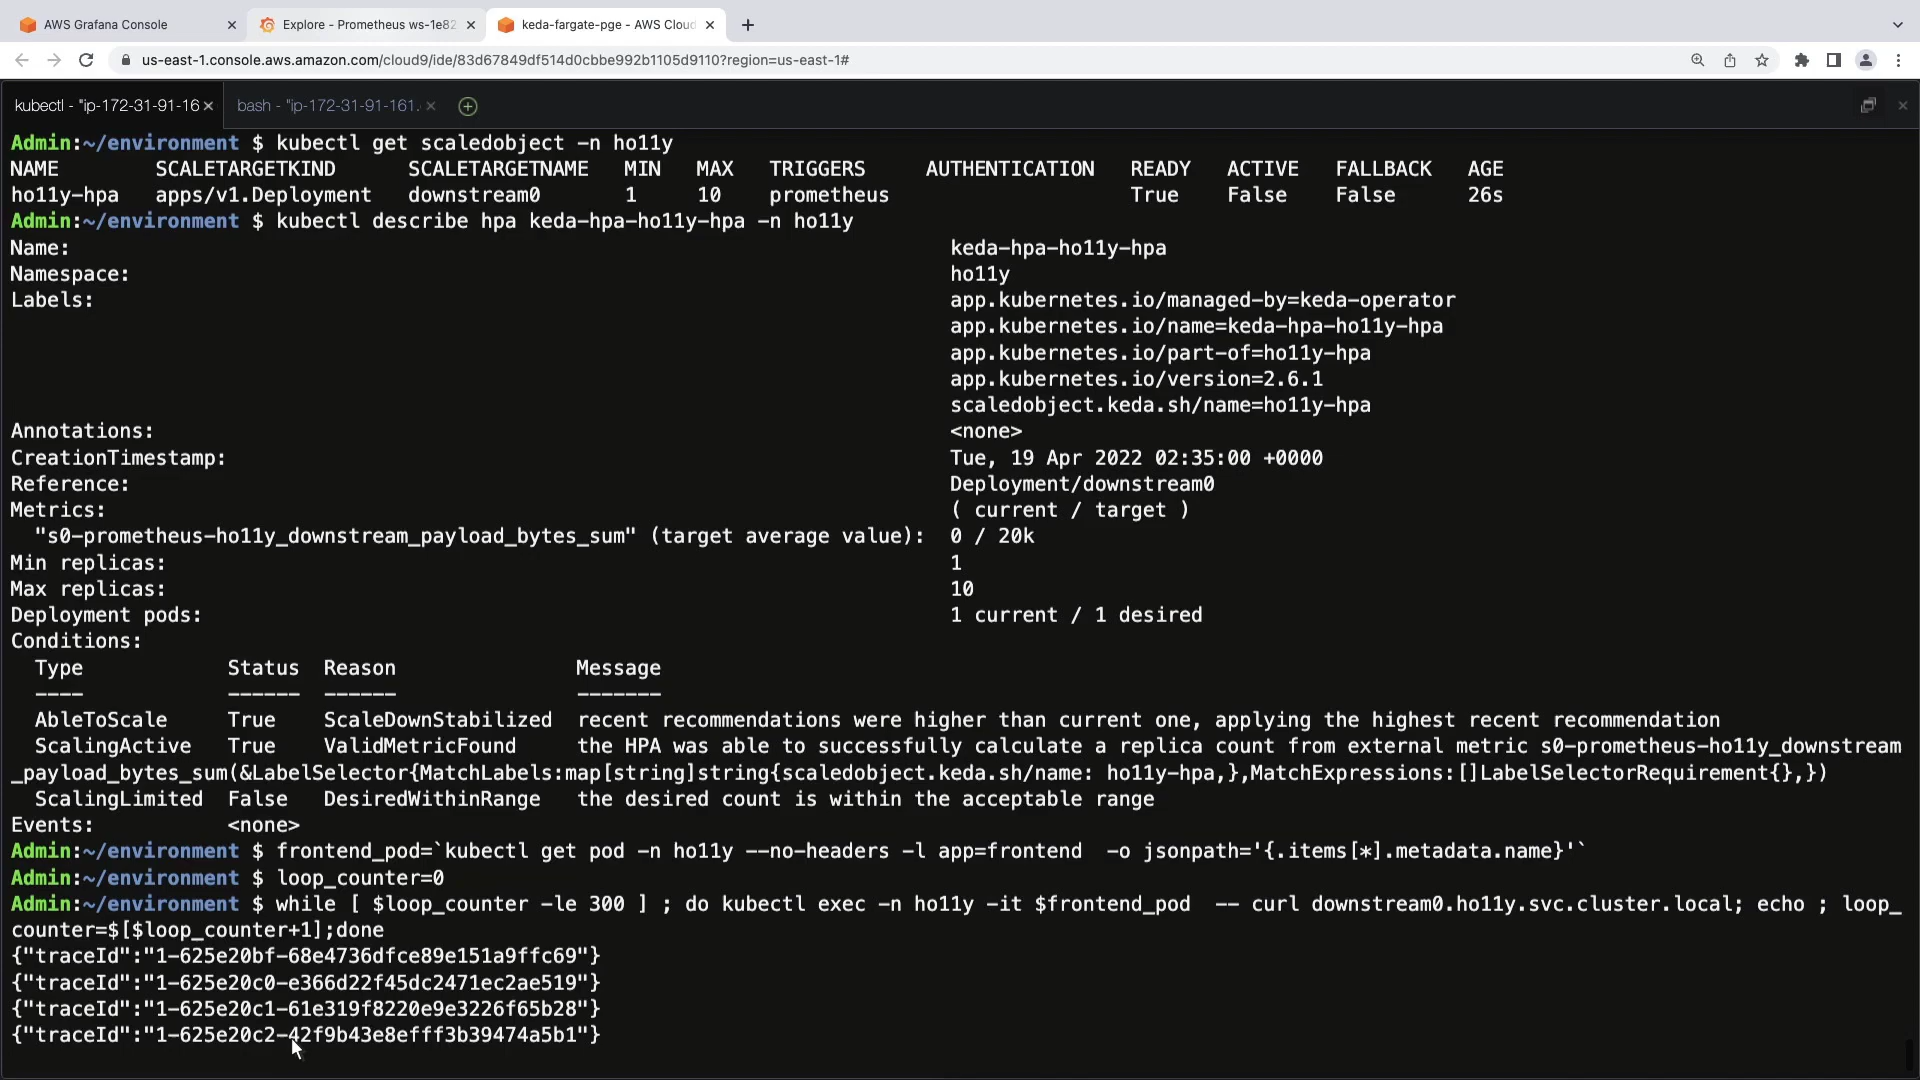 AWS Grafana Console
Explore - Prometheus ws-1e82
keda-fargate-pge - AWS Cloud
us-east-1.console.aws.amazon.com/cloud9/ide/83d67849df514d0cbbe992b1105d9110?region=us-east-1#
kubectl - "ip-172-31-91-16
bash - "ip-172-31-91-161.
Admin:~/environment $ kubectl get scaledobject -n ho11y
NAME SCALETARGETKIND SCALETARGETNAME MIN MAX TRIGGERS AUTHENTICATION READY ACTIVE FALLBACK AGE
ho11y-hpa apps/v1.Deployment downstream0 1 10 prometheus True False False 26s
Admin:~/environment $ kubectl describe hpa keda-hpa-ho11y-hpa -n ho11y
Name: keda-hpa-ho11y-hpa
Namespace: ho11y
Labels: app.kubernetes.io/managed-by=keda-operator
app.kubernetes.io/name=keda-hpa-ho11y-hpa
app.kubernetes.io/part-of=ho11y-hpa
app.kubernetes.io/version=2.6.1
scaledobject.keda.sh/name=ho11y-hpa
Annotations: <none>
CreationTimestamp: Tue, 19 Apr 2022 02:35:00 +0000
Reference: Deployment/downstream0
Metrics: ( current / target )
"s0-prometheus-ho11y_downstream_payload_bytes_sum" (target average value): 0 / 20k
Min replicas: 1
Max replicas: 10
Deployment pods: 1 current / 1 desired
Conditions:
Type Status Reason Message
---- ------ ------ -------
AbleToScale True ScaleDownStabilized recent recommendations were higher than current one, applying the highest recent recommendation
ScalingActive True ValidMetricFound the HPA was able to successfully calculate a replica count from external metric s0-prometheus-ho11y_downstream
_payload_bytes_sum(&LabelSelector{MatchLabels:map[string]string{scaledobject.keda.sh/name: ho11y-hpa,},MatchExpressions:[]LabelSelectorRequirement{},})
ScalingLimited False DesiredWithinRange the desired count is within the acceptable range
Events: <none>
Admin:~/environment $ frontend_pod=`kubectl get pod -n ho11y --no-headers -l app=frontend -o jsonpath='{.items[*].metadata.name}'`
Admin:~/environment $ loop_counter=0
Admin:~/environment $ while [ $loop_counter -le 300 ] ; do kubectl exec -n ho11y -it $frontend_pod -- curl downstream0.ho11y.svc.cluster.local; echo ; loop_
counter=$[$loop_counter+1];done
{"traceId":"1-625e20bf-68e4736dfce89e151a9ffc69"}
{"traceId":"1-625e20c0-e366d22f45dc2471ec2ae519"}
{"traceId":"1-625e20c1-61e319f8220e9e3226f65b28"}
{"traceId":"1-625e20c2-42f9b43e8efff3b39474a5b1"}